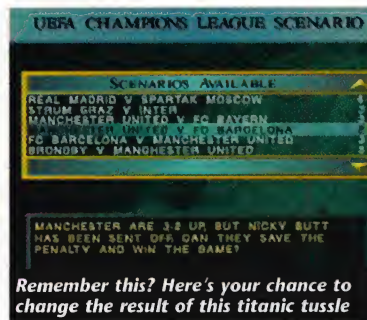 UEFA CHAMPIONS LEAGUE SCENARIO
SCENARIOS AVAILABLE
REAL MADRID V SPARTAK MOSCOW
STRUM GRAZ V INTER
MANCHESTER UNITED V FC BAYERN
MANCHESTER UNITED V FC BARCELONA
FC BARCELONA V MANCHESTER UNITED
BRONDBY V MANCHESTER UNITED
MANCHESTER ARE 3-2 UP, BUT NICKY BUTT
HAS BEEN SENT OFF. CAN THEY SAVE THE
PENALTY AND WIN THE GAME?
Remember this? Here's your chance to
change the result of this titanic tussle